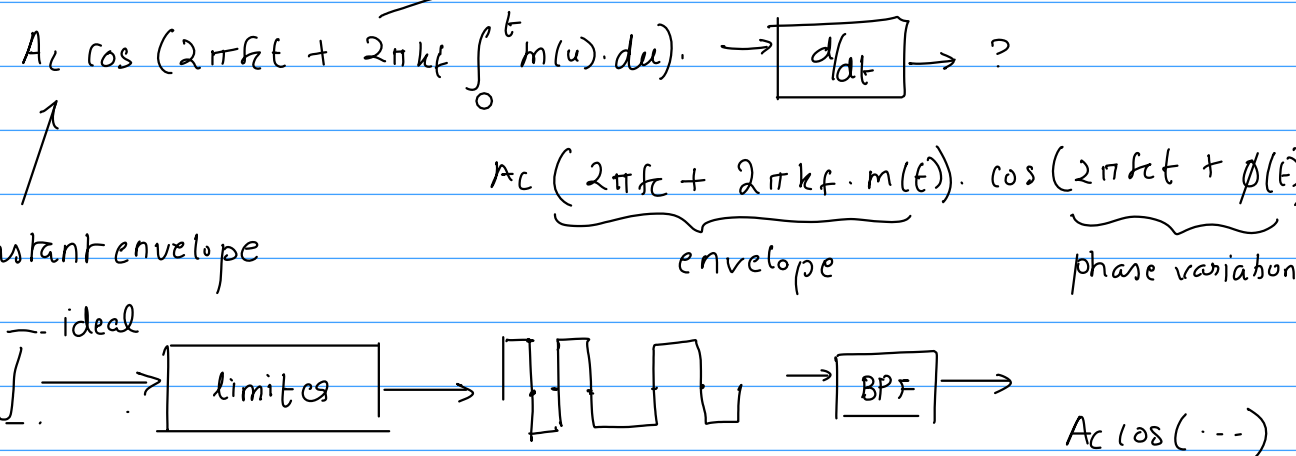 Ac cos (2πfct + 2πkf ∫₀ᵗ m(u)·du). → d/dt → ?
Ac (2πfc + 2πkf · m(t)). cos (2πfct + ϕ(t)
stant envelope
envelope
phase variation
ideal
limiter
BPF
Ac cos(···)